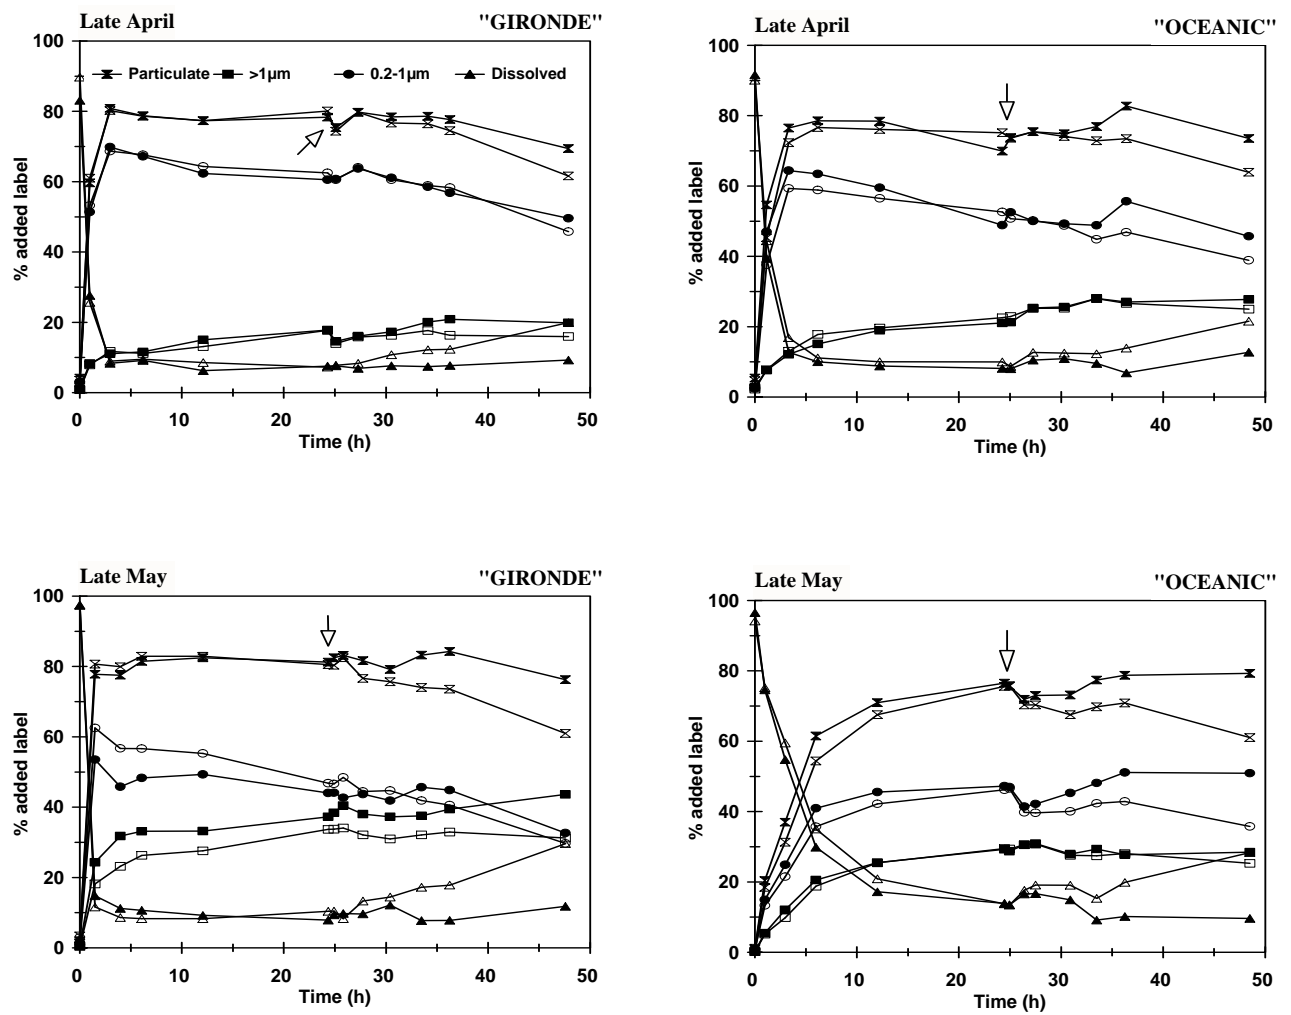 Late April "GIRONDE"
100
80
60
40
20
0
% added label
Particulate >1µm 0.2-1µm Dissolved
0 10 20 30 40 50
Time (h)
Late April "OCEANIC"
100
80
60
40
20
0
% added label
0 10 20 30 40 50
Time (h)
Late May "GIRONDE"
100
80
60
40
20
0
% added label
0 10 20 30 40 50
Time (h)
Late May "OCEANIC"
100
80
60
40
20
0
% added label
0 10 20 30 40 50
Time (h)